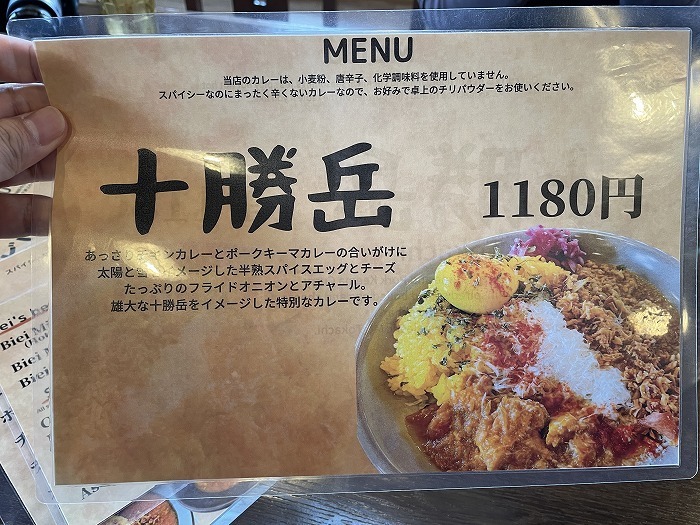 MENU
当店のカレーは、小麦粉、唐辛子、化学調味料を使用していません。
スパイシーなのにまったく辛くないカレーなので、お好みで卓上のチリパウダーをお使いください。
十勝岳
1180円
あっさりチキンカレーとポークキーマカレーの合いがけに
太陽と雪をイメージした半熟スパイスエッグとチーズ
たっぷりのフライドオニオンとアチャール。
雄大な十勝岳をイメージした特別なカレーです。
Biei
Biei
Biei